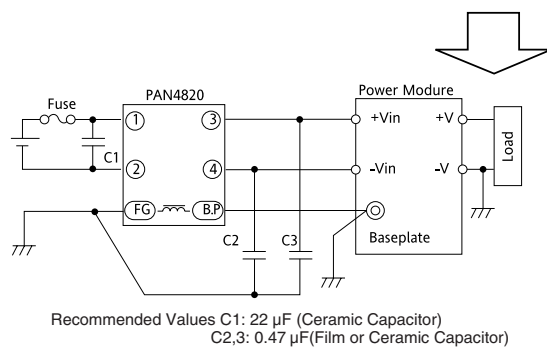 PAN4820
Power Modure
Fuse
1
3
+Vin
+V
C1
Load
2
4
-Vin
-V
FG
B.P
C2
C3
Baseplate
Recommended Values C1: 22 µF (Ceramic Capacitor)
C2,3: 0.47 µF(Film or Ceramic Capacitor)